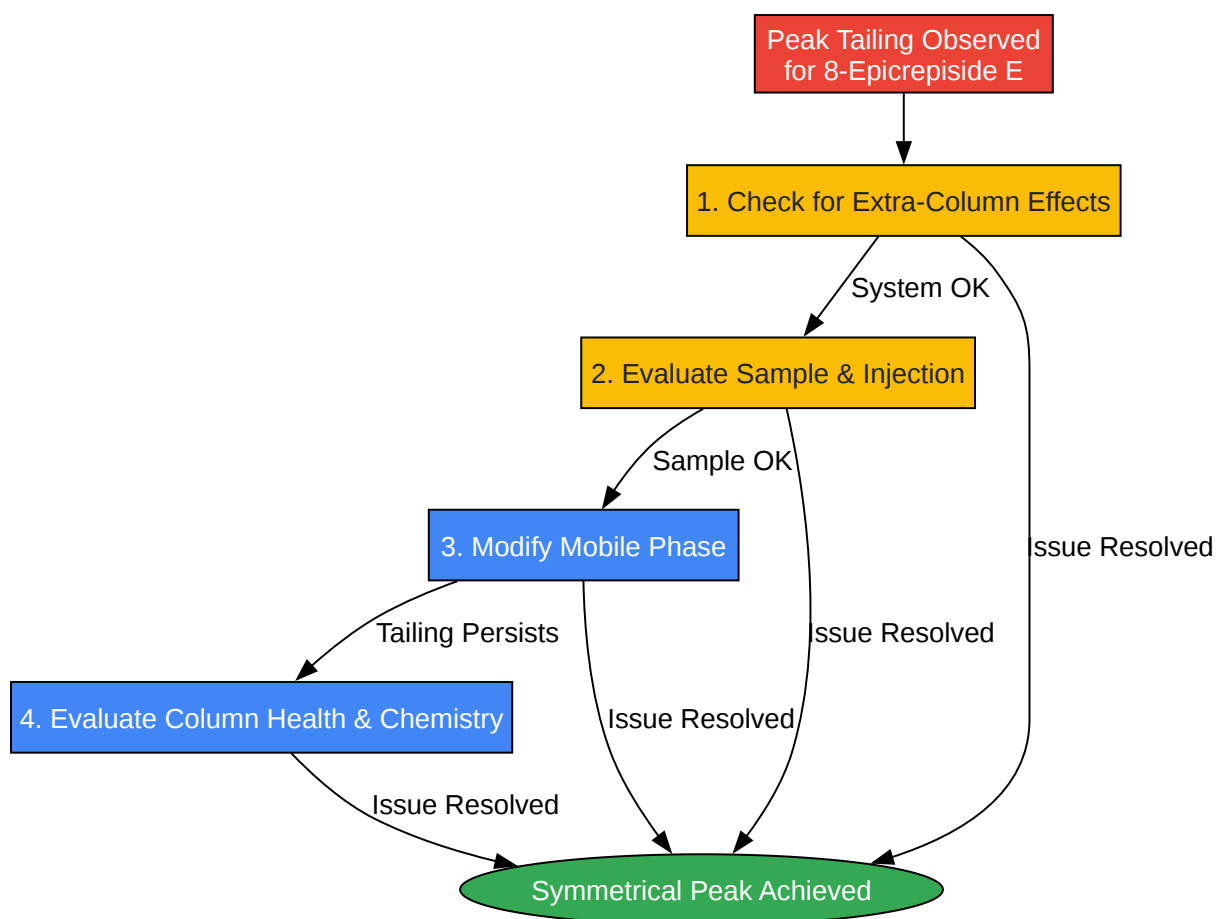 Peak Tailing Observed
for 8-Epicrepiside E
1. Check for Extra-Column Effects
System OK
2. Evaluate Sample & Injection
Sample OK
3. Modify Mobile Phase
Issue Resolved
Tailing Persists
Issue Resolved
4. Evaluate Column Health & Chemistry
Issue Resolved
Issue Resolved
Symmetrical Peak Achieved